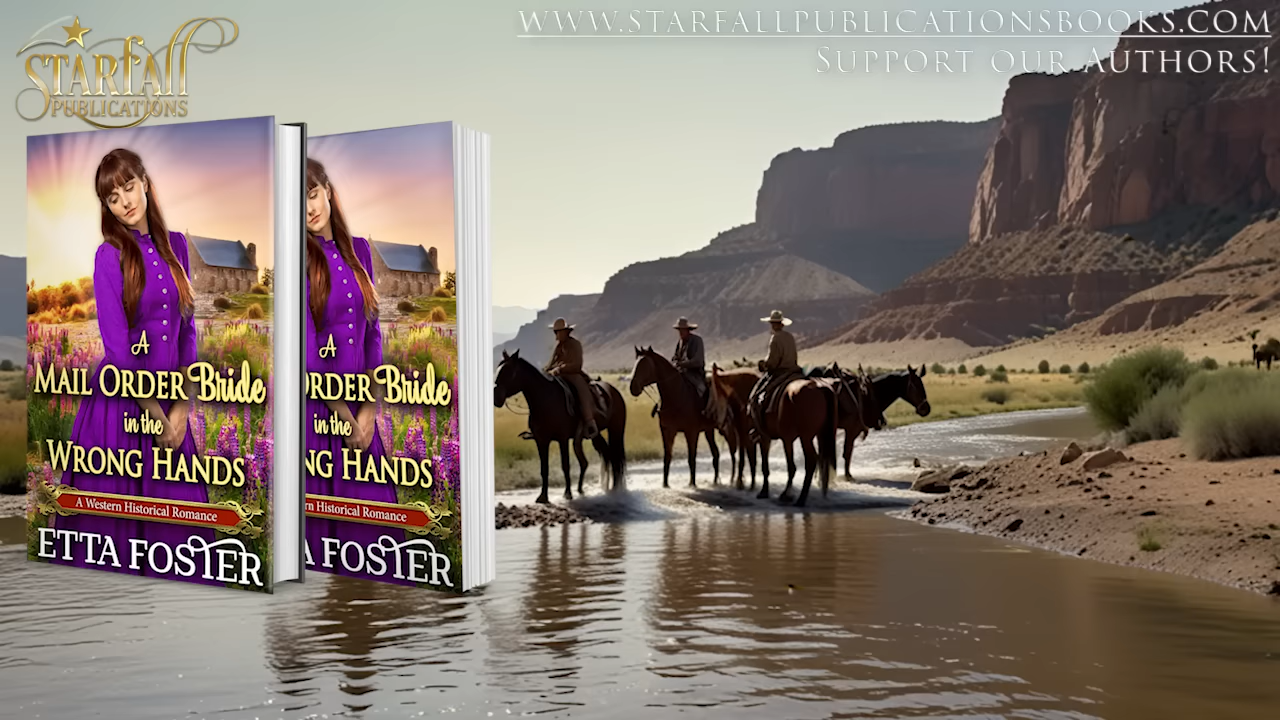 STARfall
PUBLICATIONS
WWW.STARFALLPUBLICATIONSBOOKS.COM
SUPPORT OUR AUTHORS!
A
MAIL ORDER Bride
in the
WRONG HANDS
A Western Historical Romance
ETTA FOSTER
A
ORDER Bride
in the
NG HANDS
rn Historical Romance
A FOSTER